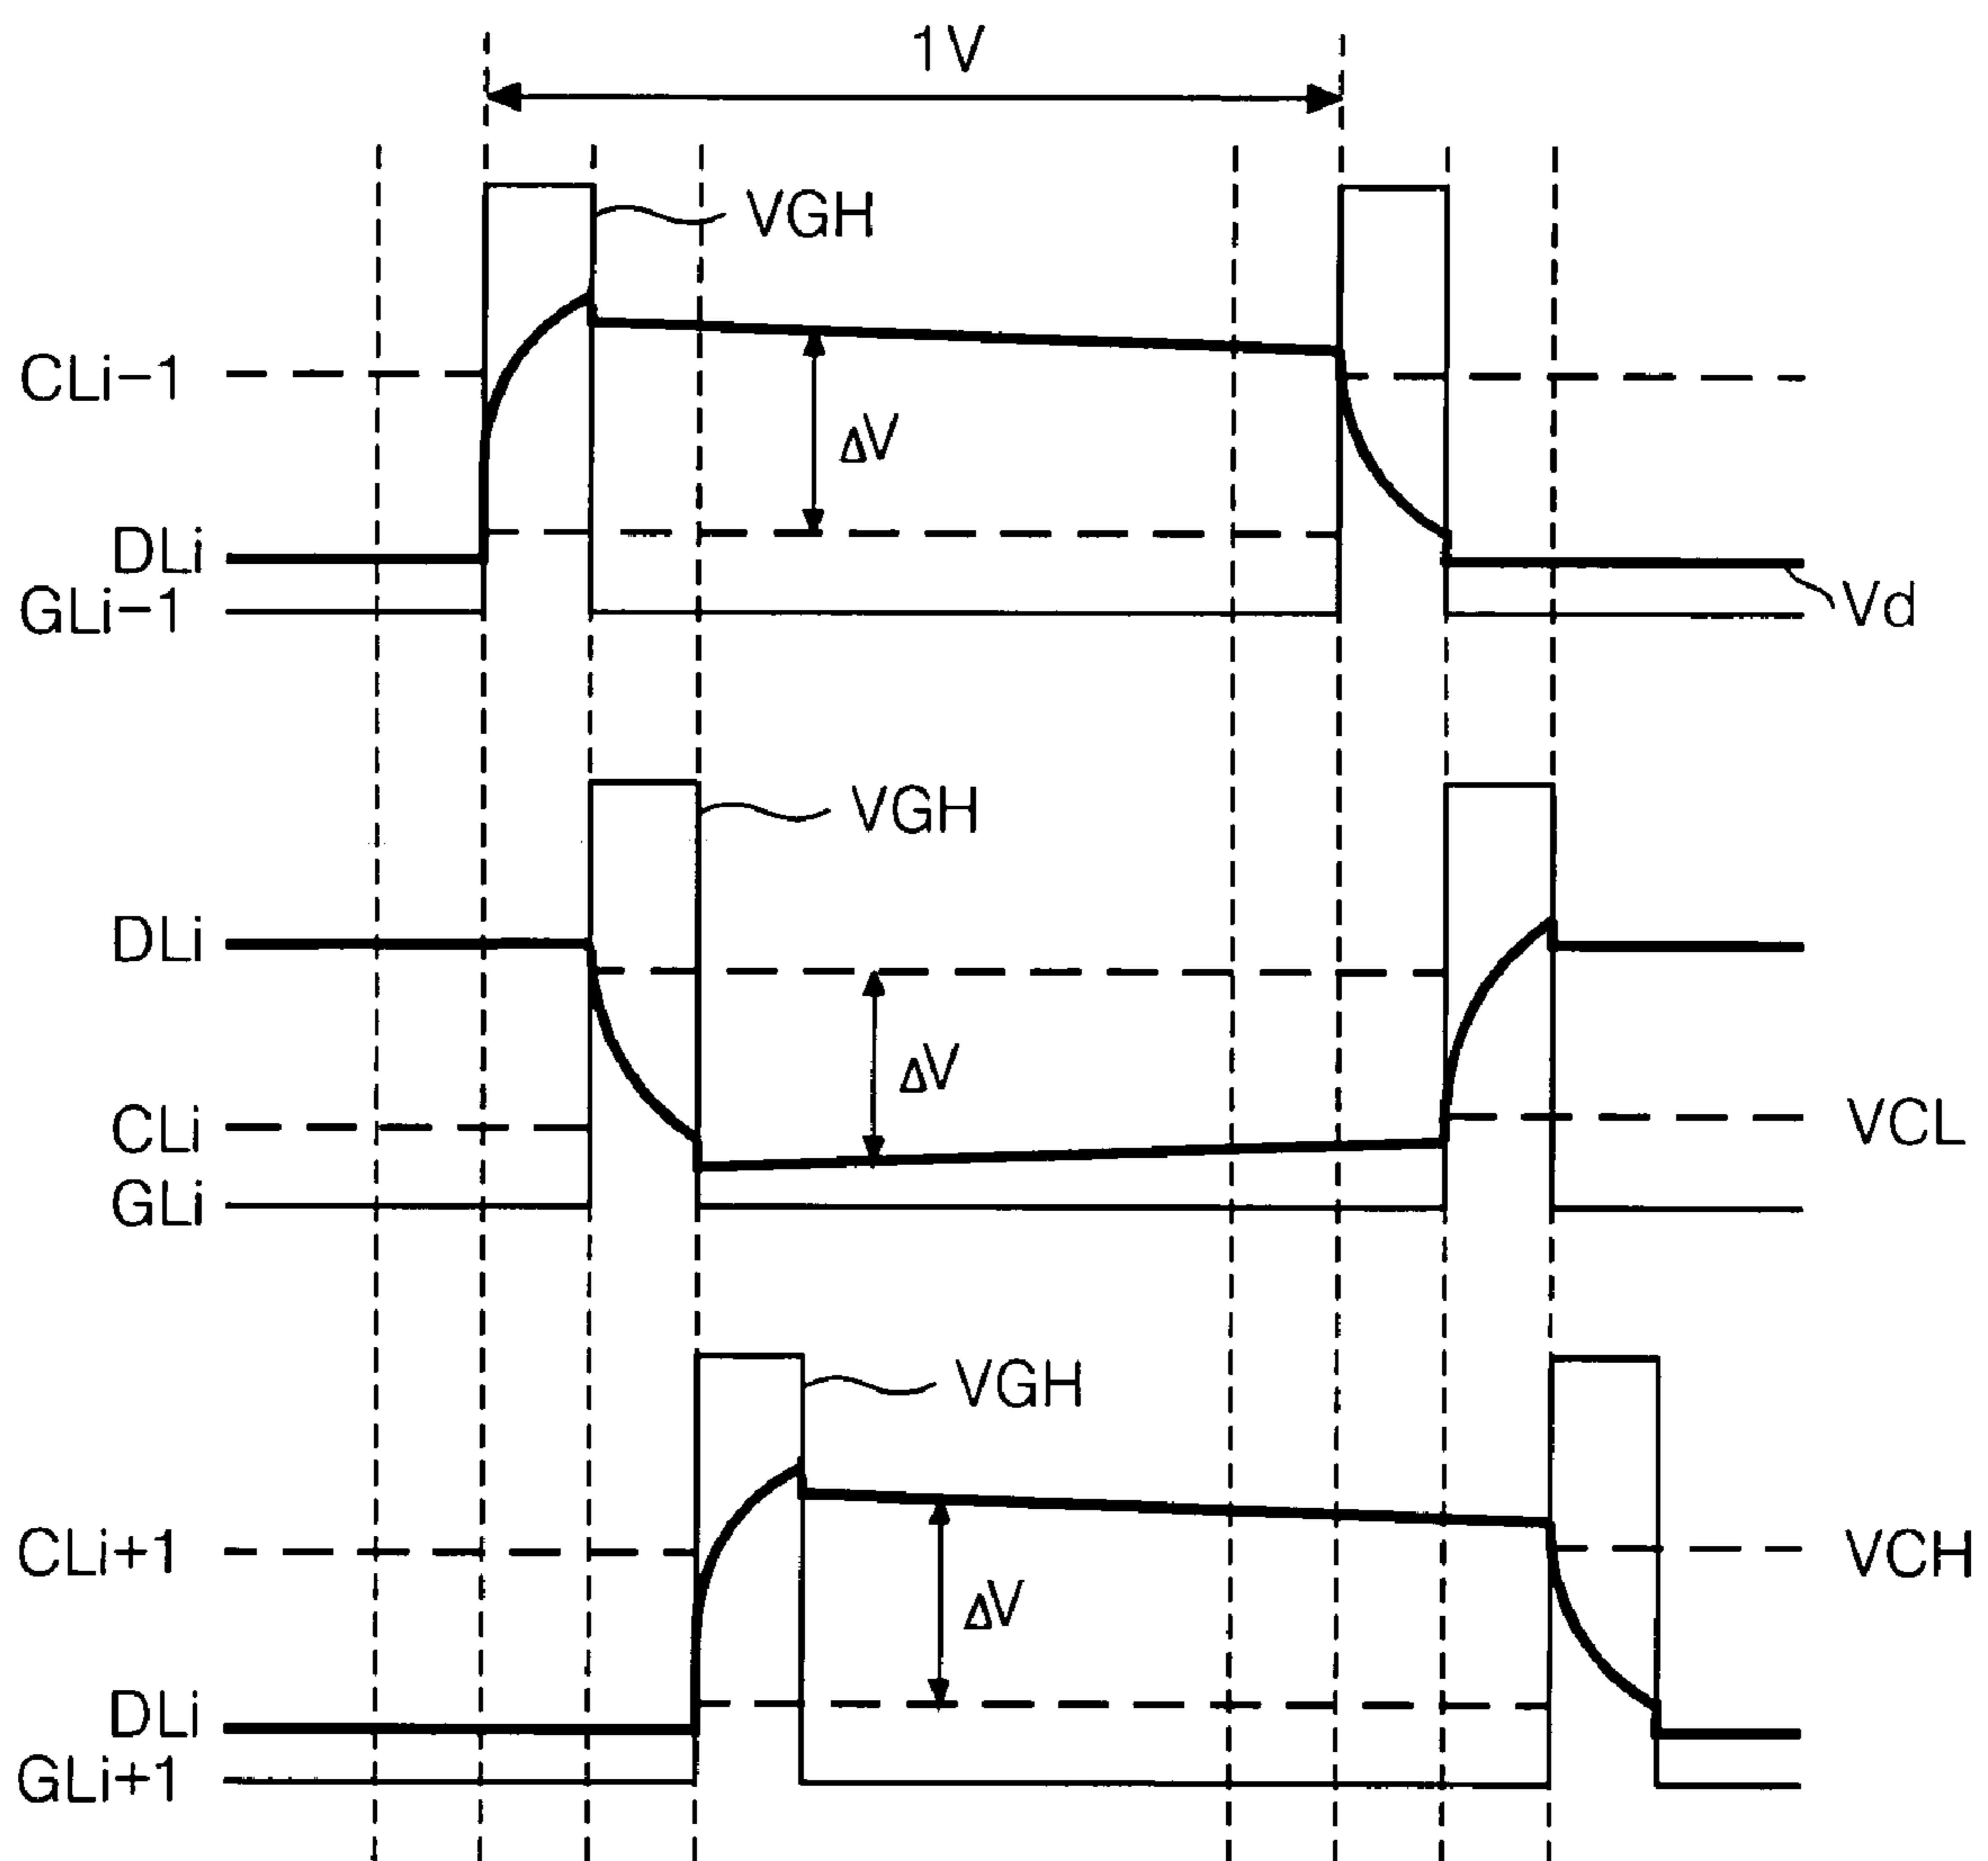 1V
VGH
CLi-1
ΔV
DLi
GLi-1
Vd
VGH
DLi
ΔV
CLi
VCL
GLi
VGH
CLi+1
VCH
ΔV
DLi
GLi+1